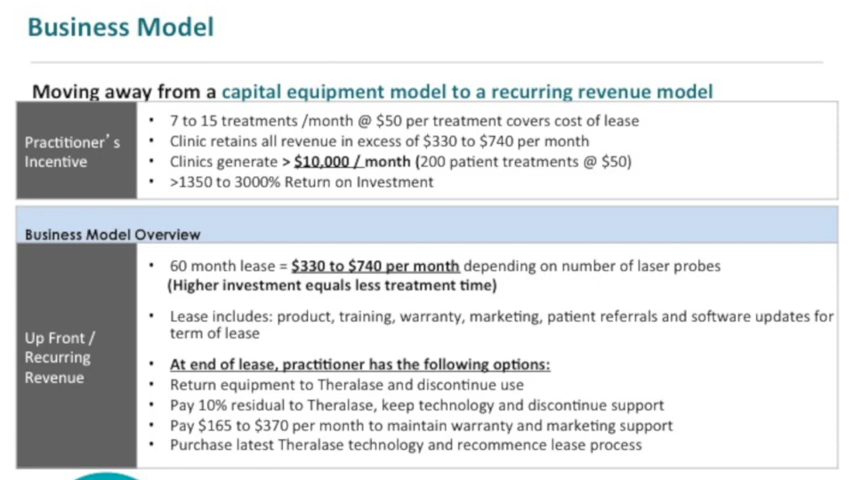 Business Model
Moving away from a capital equipment model to a recurring revenue model
Practitioner's
Incentive
• 7 to 15 treatments /month @ $50 per treatment covers cost of lease
• Clinic retains all revenue in excess of $330 to $740 per month
• Clinics generate > $10,000 / month (200 patient treatments @ $50)
• >1350 to 3000% Return on Investment
Business Model Overview
Up Front /
Recurring
Revenue
• 60 month lease = $330 to $740 per month depending on number of laser probes
(Higher investment equals less treatment time)
• Lease includes: product, training, warranty, marketing, patient referrals and software updates for
term of lease
• At end of lease, practitioner has the following options:
• Return equipment to Theralase and discontinue use
• Pay 10% residual to Theralase, keep technology and discontinue support
• Pay $165 to $370 per month to maintain warranty and marketing support
• Purchase latest Theralase technology and recommence lease process